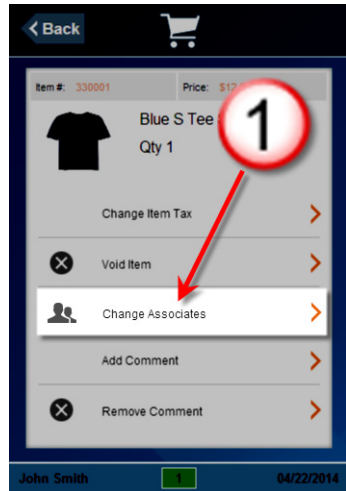 Back
Item #: 330001 Price: $12
Blue S Tee
Qty 1
1
Change Item Tax
Void Item
Change Associates
Add Comment
Remove Comment
John Smith 1 04/22/2014